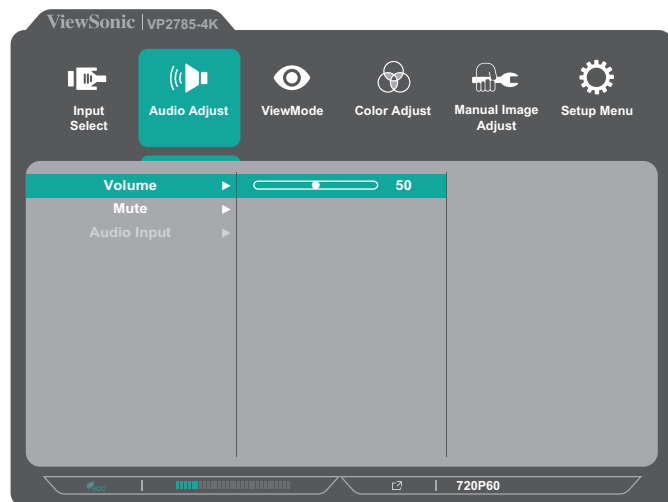 ViewSonic | VP2785-4K
Input
Select
Audio Adjust
ViewMode
Color Adjust
Manual Image
Adjust
Setup Menu
Volume
50
Mute
Audio Input
eco
720P60